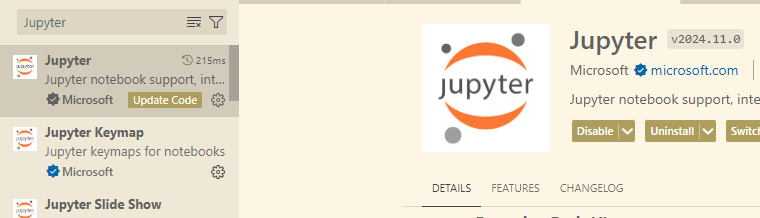 Jupyter
Jupyter
215ms
Jupyter notebook support, int...
Microsoft
Update Code
Jupyter Keymap
Jupyter keymaps for notebooks
Microsoft
Jupyter Slide Show
jupyter
Jupyter
v2024.11.0
Microsoft
microsoft.com
Jupyter notebook support, inte
Disable
Uninstall
Switch
DETAILS
FEATURES
CHANGELOG